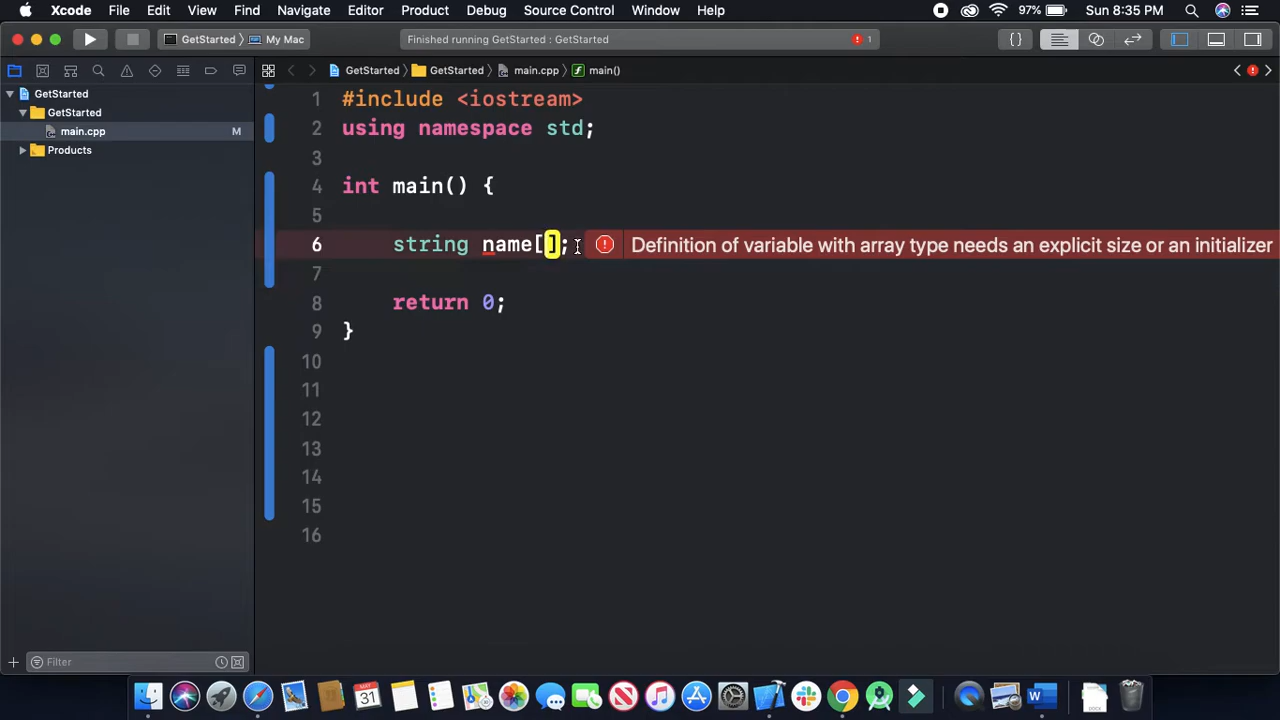 Xcode File Edit View Find Navigate Editor Product Debug Source Control Window Help 97% Sun 8:35 PM
GetStarted > My Mac Finished running GetStarted : GetStarted 1 {}
GetStarted > GetStarted > main.cpp > f main()
GetStarted
GetStarted
main.cpp M
Products
1 #include <iostream>
2 using namespace std;
3
4 int main() {
5
6 string name[]; Definition of variable with array type needs an explicit size or an initializer
7
8 return 0;
9 }
10
11
12
13
14
15
16
+ Filter
31
W
DOCX